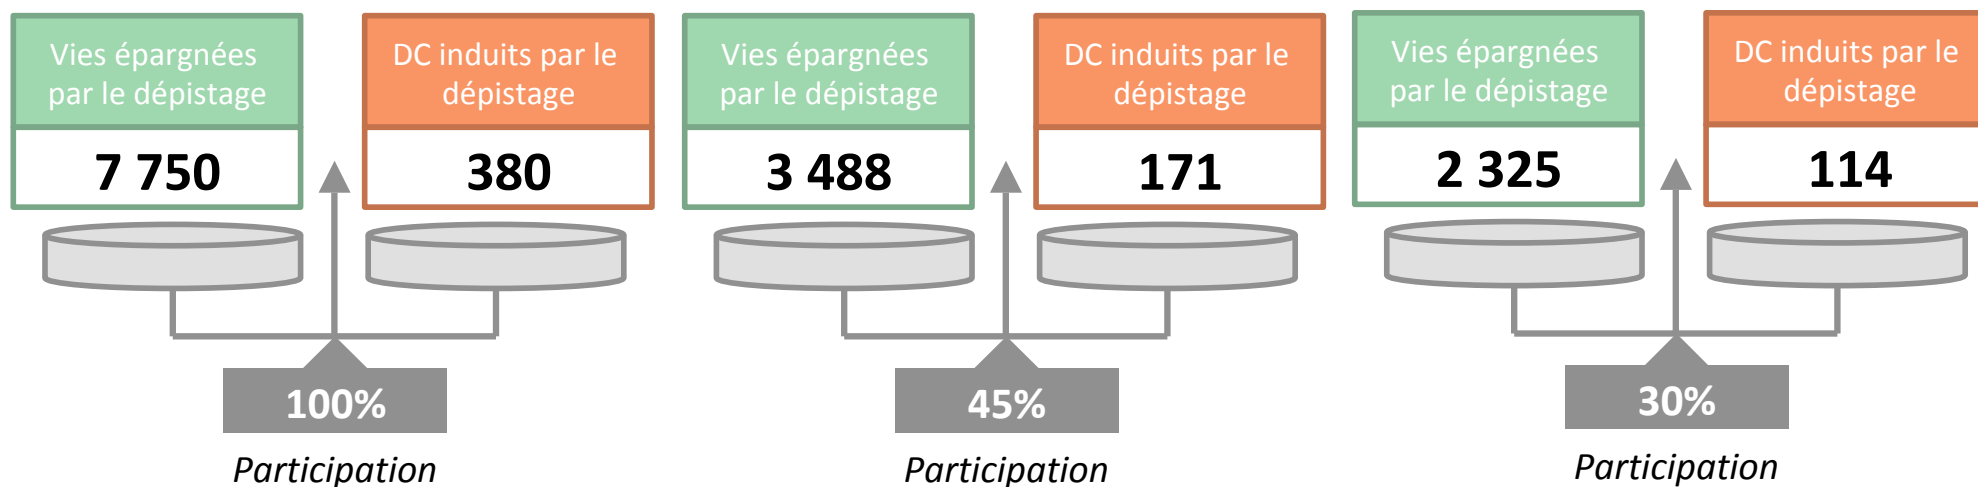 Vies épargnées
par le dépistage
7 750
DC induits par le
dépistage
380
100%
Participation
Vies épargnées
par le dépistage
3 488
DC induits par le
dépistage
171
45%
Participation
Vies épargnées
par le dépistage
2 325
DC induits par le
dépistage
114
30%
Participation